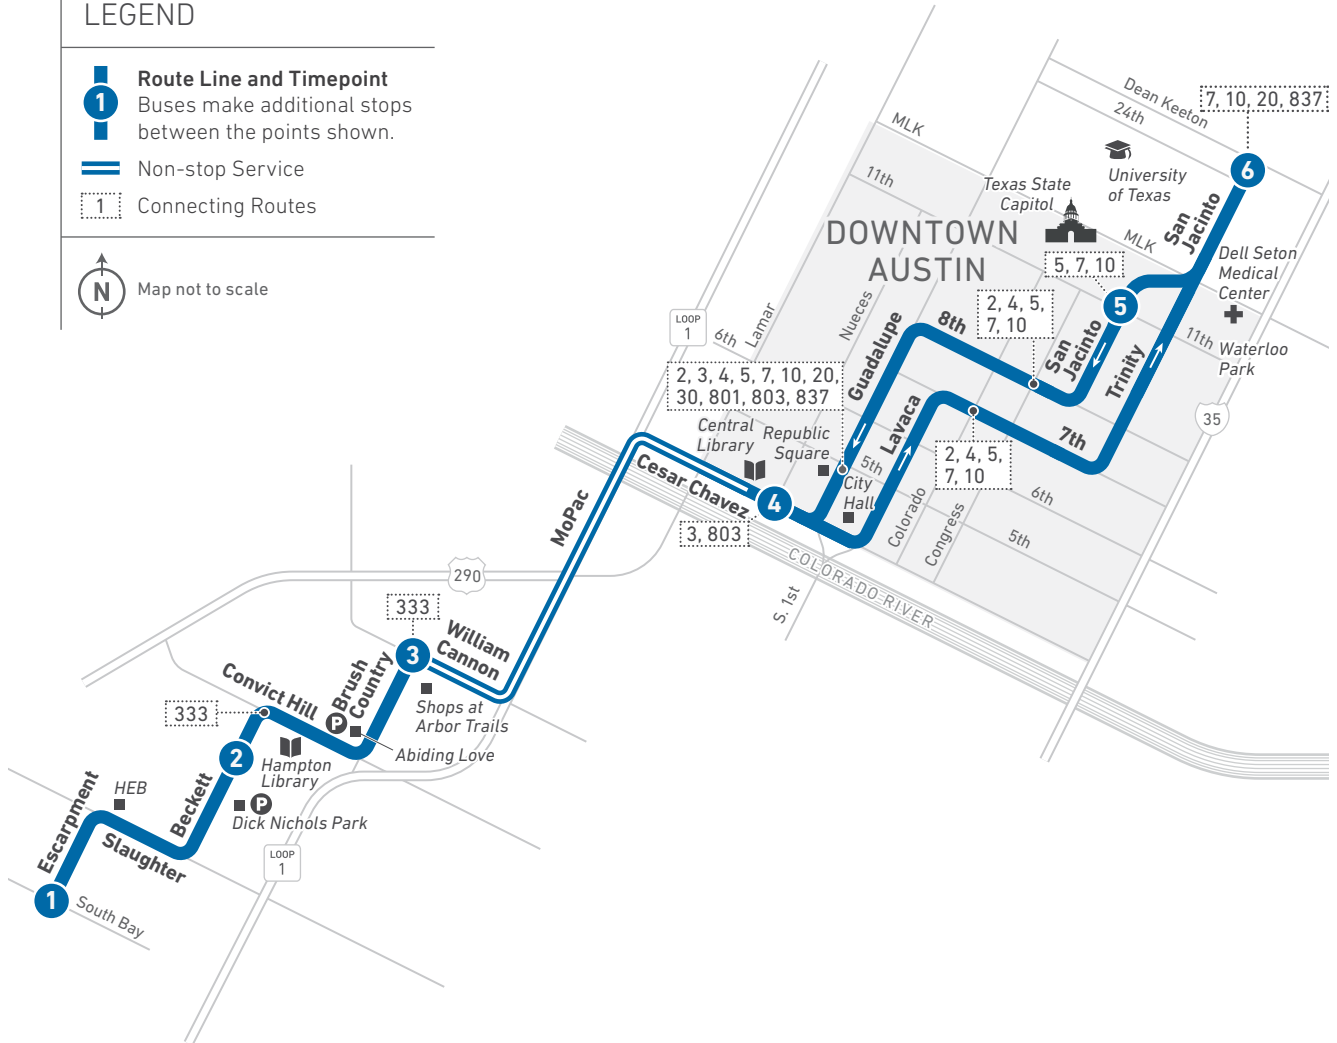 LEGEND
Route Line and Timepoint
1
Buses make additional stops
between the points shown.
Non-stop Service
1
Connecting Routes
N
Map not to scale
Dean Keeton
24th
7, 10, 20, 837
6
MLK
11th
University
of Texas
Texas State
Capitol
San
Jacinto
MLK
DOWNTOWN
AUSTIN
5, 7, 10
5
Dell Seton
Medical
Center
11th
Waterloo
Park
LOOP
1
6th
Lamar
Nueces
Guadalupe
8th
2, 4, 5,
7, 10
San
Jacinto
Trinity
35
2, 3, 4, 5, 7, 10, 20,
30, 801, 803, 837
Central
Library
Republic
Square
5th
Lavaca
7th
2, 4, 5,
7, 10
6th
5th
City
Hall
Colorado
Congress
Cesar Chavez
4
3, 803
COLORADO RIVER
S. 1st
MoPac
290
333
3
William
Cannon
Brush
Country
P
Shops at
Arbor Trails
Abiding Love
Convict Hill
333
2
Hampton
Library
Beckett
P
Dick Nichols Park
HEB
Escarpment
Slaughter
LOOP
1
1
South Bay